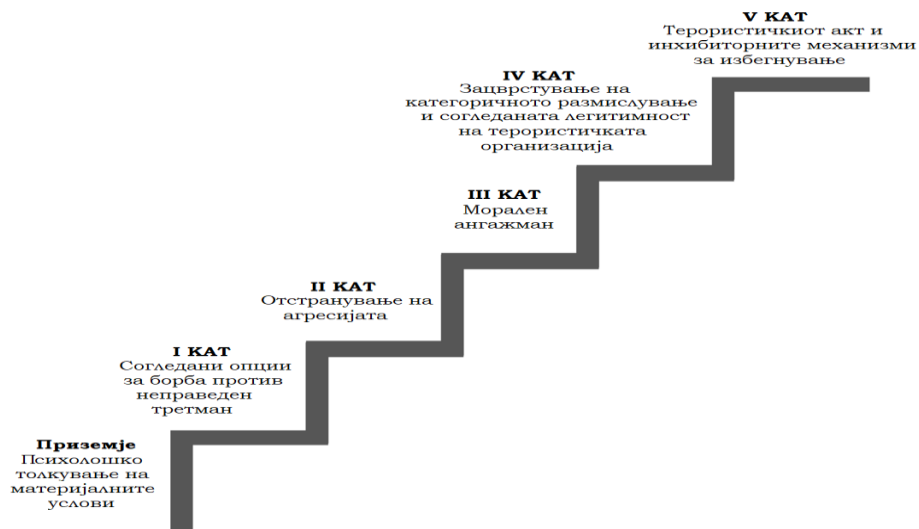 V КАТ
Терористичкиот акт и
инхибиторните механизми
за избегнување
IV КАТ
Зацврстување на
категоричното размислување
и согледаната легитимност
на терористичката
организација
III КАТ
Морален
ангажман
II КАТ
Отстранување на
агресијата
I КАТ
Согледани опции
за борба против
неправеден
третман
Приземје
Психолошко
толкување на
материјалните
услови